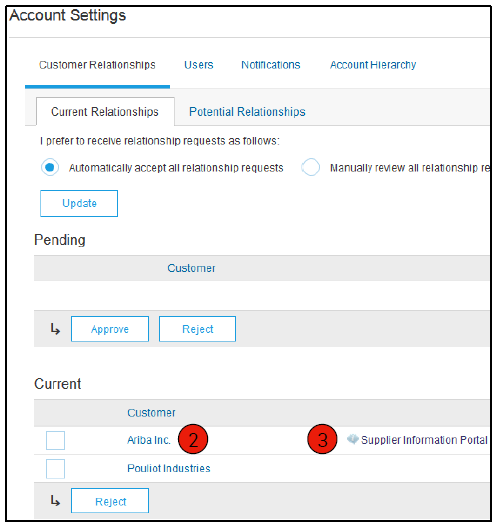 Account Settings
Customer Relationships Users Notifications Account Hierarchy
Current Relationships Potential Relationships
I prefer to receive relationship requests as follows:
Automatically accept all relationship requests Manually review all relationship re
Update
Pending
Customer
Approve Reject
Current
Customer
Ariba Inc. 2 3 Supplier Information Portal
Pouliot Industries
Reject